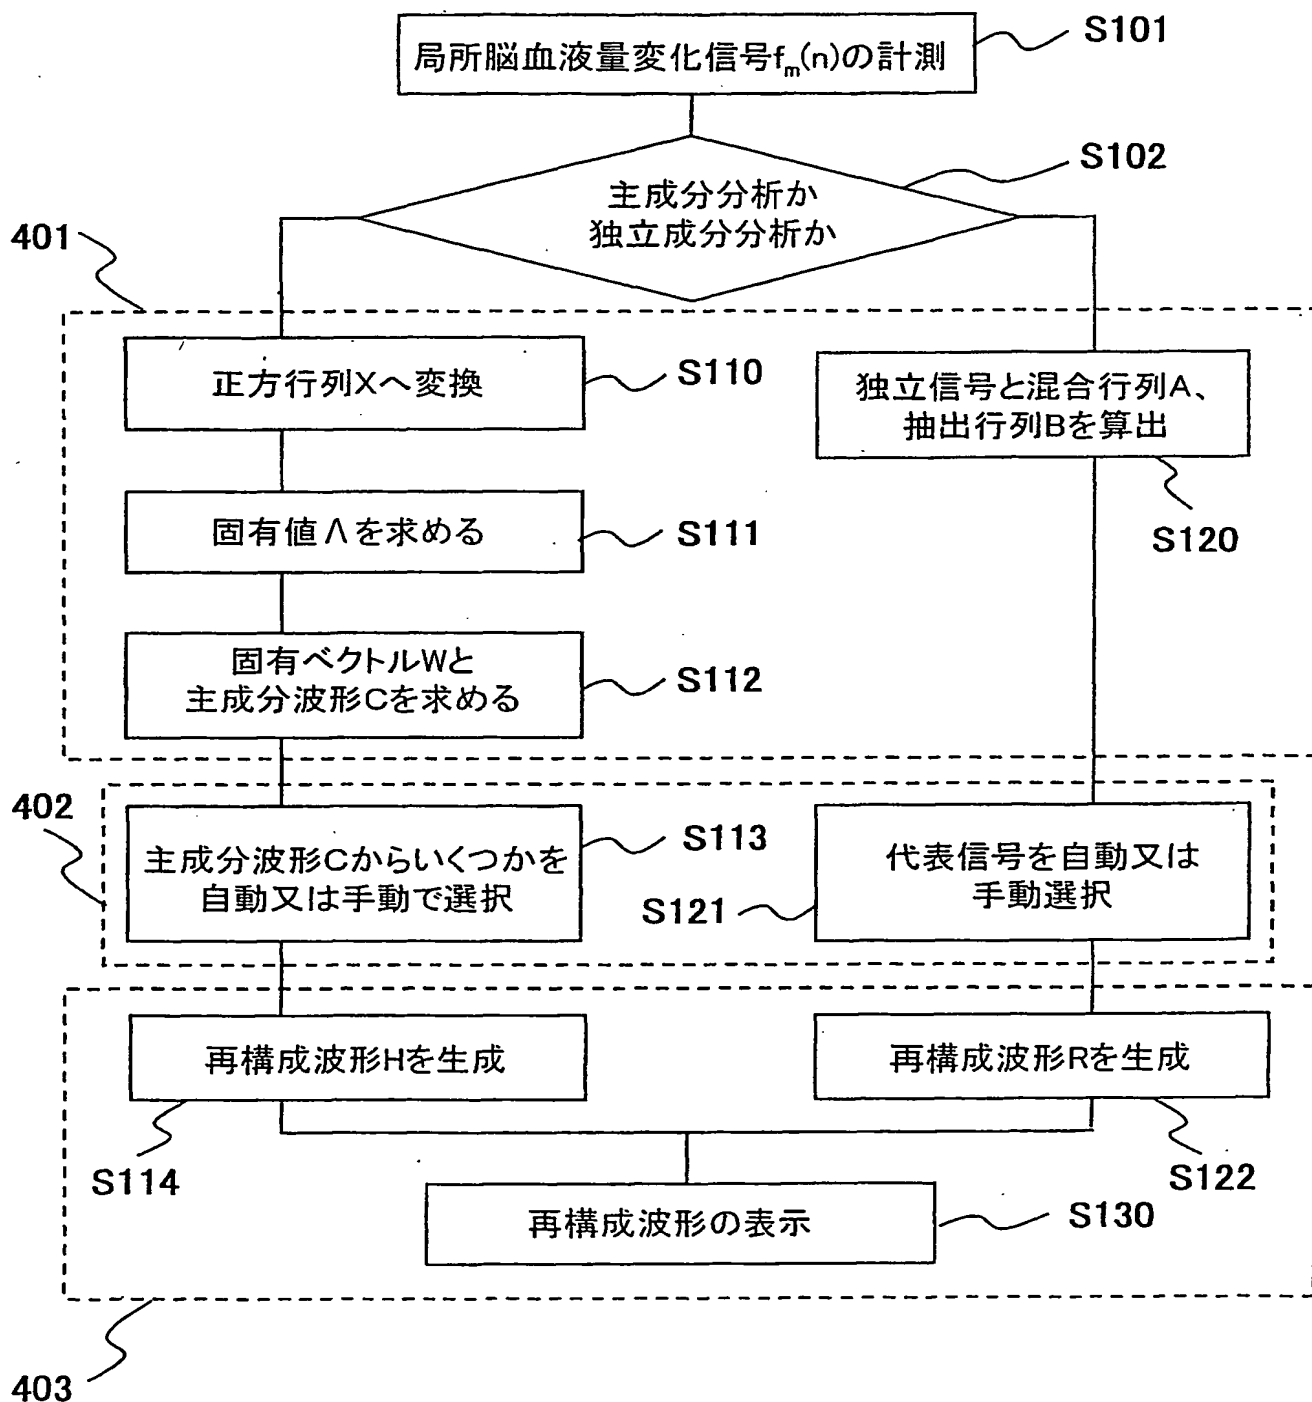 局所脳血液量変化信号fm(n)の計測
S101
主成分分析か
独立成分分析か
S102
401
正方行列Xへ変換
S110
独立信号と混合行列A、
抽出行列Bを算出
S120
固有値Λを求める
S111
固有ベクトルWと
主成分波形Cを求める
S112
402
主成分波形Cからいくつかを
自動又は手動で選択
S113
代表信号を自動又は
手動選択
S121
再構成波形Hを生成
S114
再構成波形Rを生成
S122
再構成波形の表示
S130
403